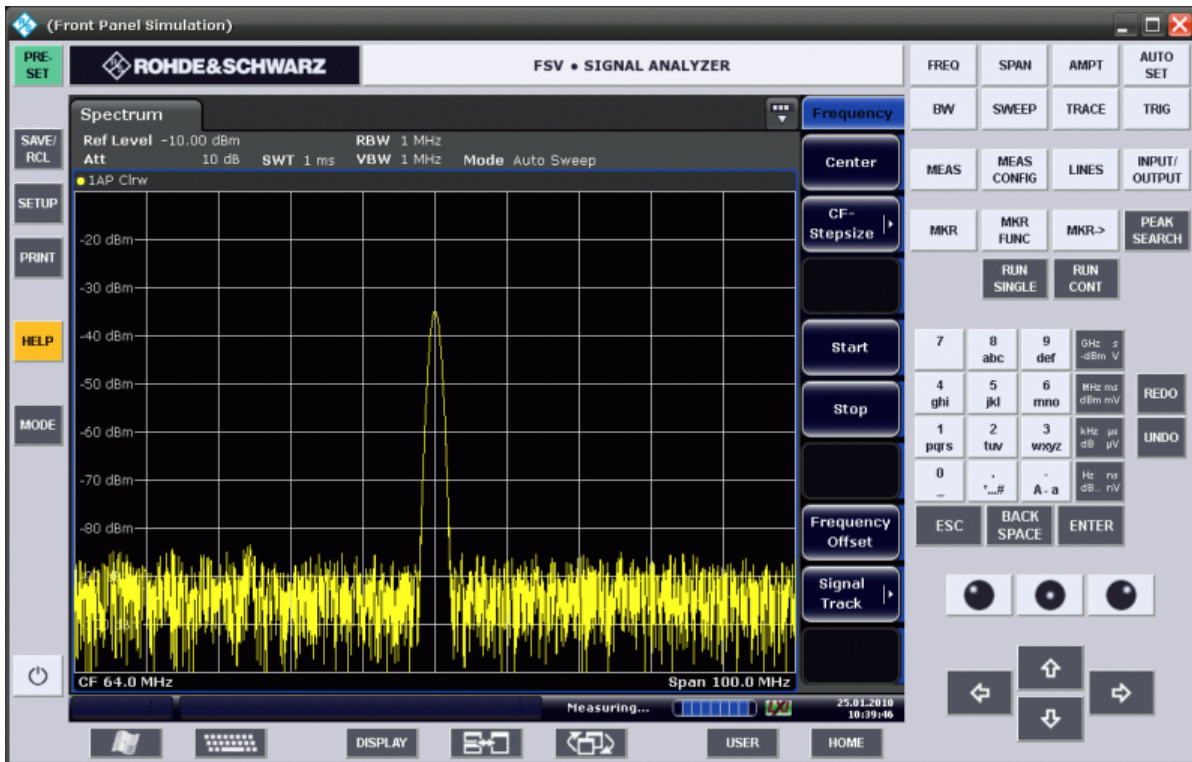 (Front Panel Simulation)
PRE-
SET
ROHDE&SCHWARZ
FSV • SIGNAL ANALYZER
FREQ
SPAN
AMPT
AUTO
SET
Spectrum
Frequency
BW
SWEEP
TRACE
TRIG
SAVE/
RCL
Ref Level -10.00 dBm RBW 1 MHz
Att 10 dB SWT 1 ms VBW 1 MHz Mode Auto Sweep
1AP Clrw
Center
MEAS
MEAS
CONFIG
LINES
INPUT/
OUTPUT
SETUP
CF-
Stepsize
MKR
MKR
FUNC
MKR->
PEAK
SEARCH
-20 dBm
PRINT
RUN
SINGLE
RUN
CONT
-30 dBm
HELP
-40 dBm
Start
7
8
abc
9
def
GHz s
-dBm V
-50 dBm
Stop
4
ghi
5
jkl
6
mno
MHz ms
dBm mV
REDO
MODE
-60 dBm
1
pqrs
2
tuv
3
wxyz
kHz µs
dB µV
UNDO
-70 dBm
0
_
.
*...#
-
A - a
Hz ns
dB.. nV
-80 dBm
Frequency
Offset
ESC
BACK
SPACE
ENTER
Signal
Track
CF 64.0 MHz
Span 100.0 MHz
Measuring...
LXI
25.01.2010
10:39:46
DISPLAY
USER
HOME